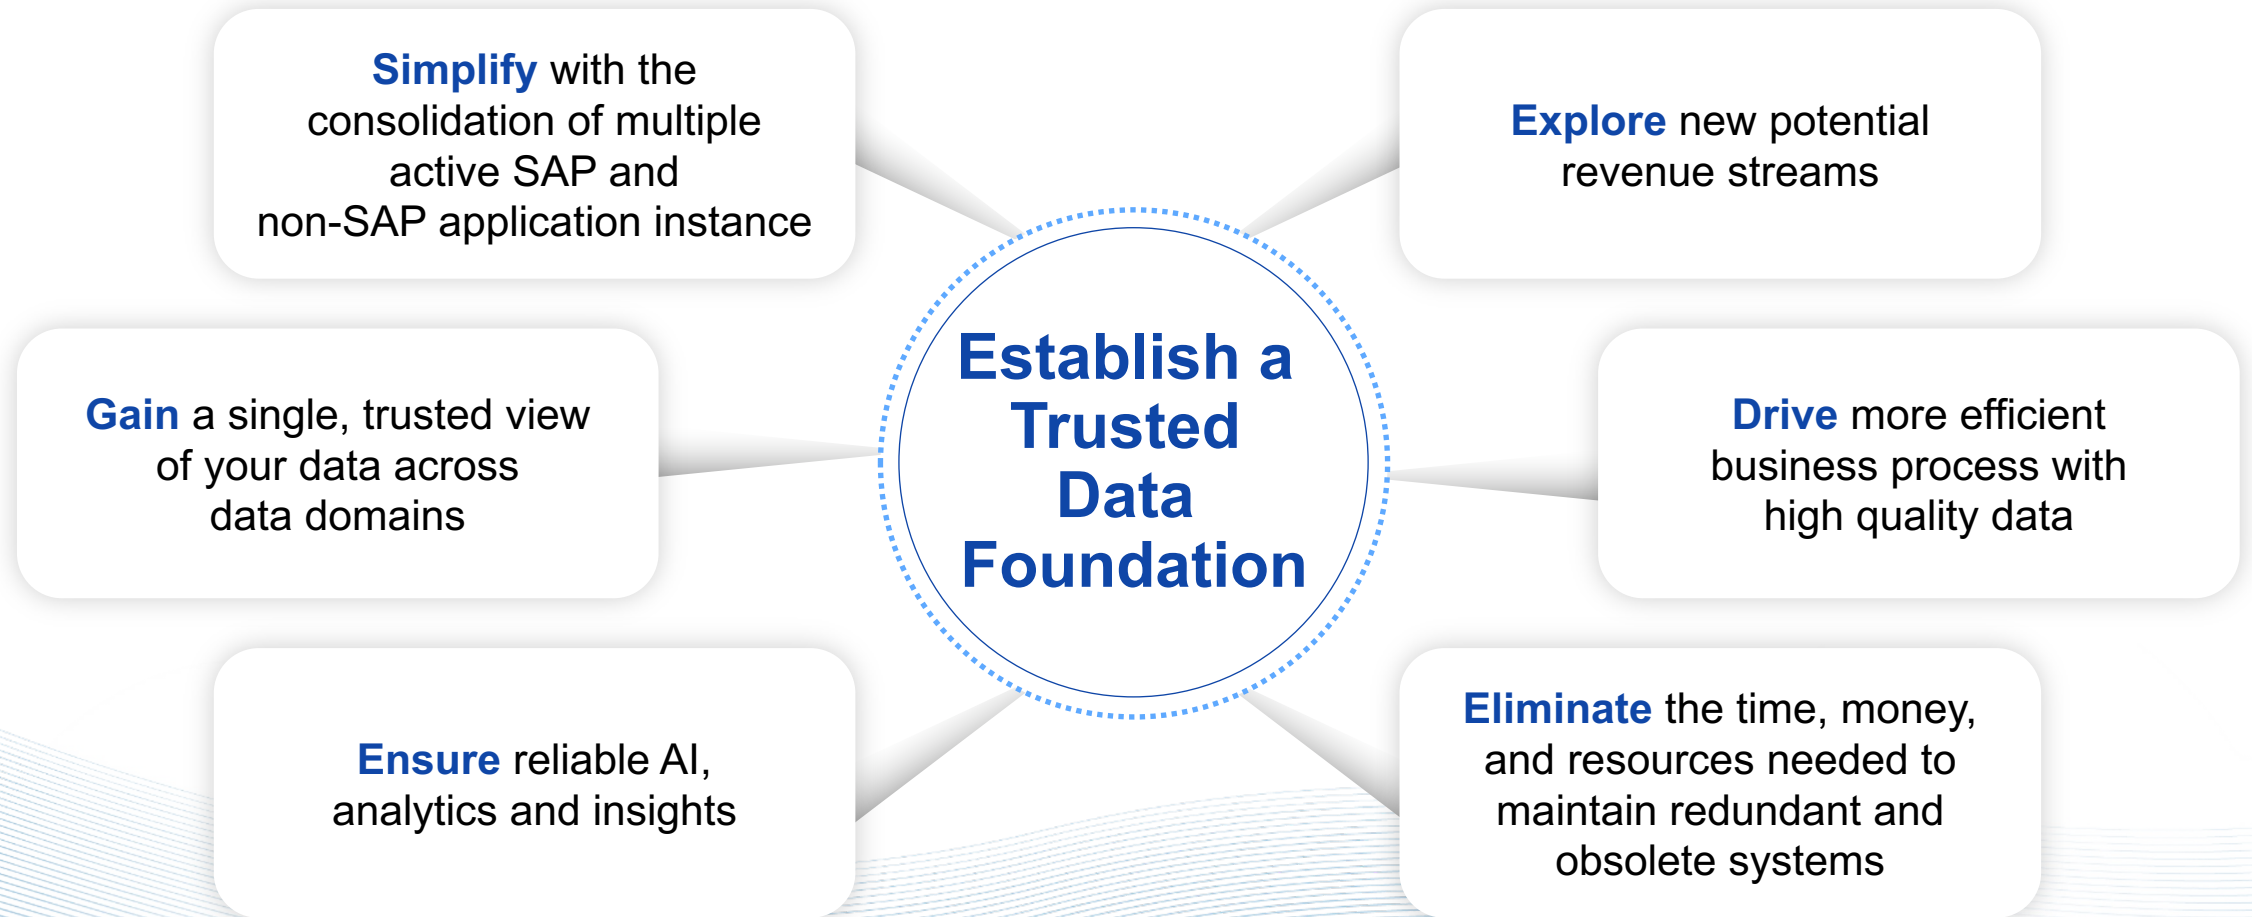 Simplify with the
consolidation of multiple
active SAP and
non-SAP application instance
Explore new potential
revenue streams
Gain a single, trusted view
of your data across
data domains
Establish a
Trusted
Data
Foundation
Drive more efficient
business process with
high quality data
Ensure reliable AI,
analytics and insights
Eliminate the time, money,
and resources needed to
maintain redundant and
obsolete systems